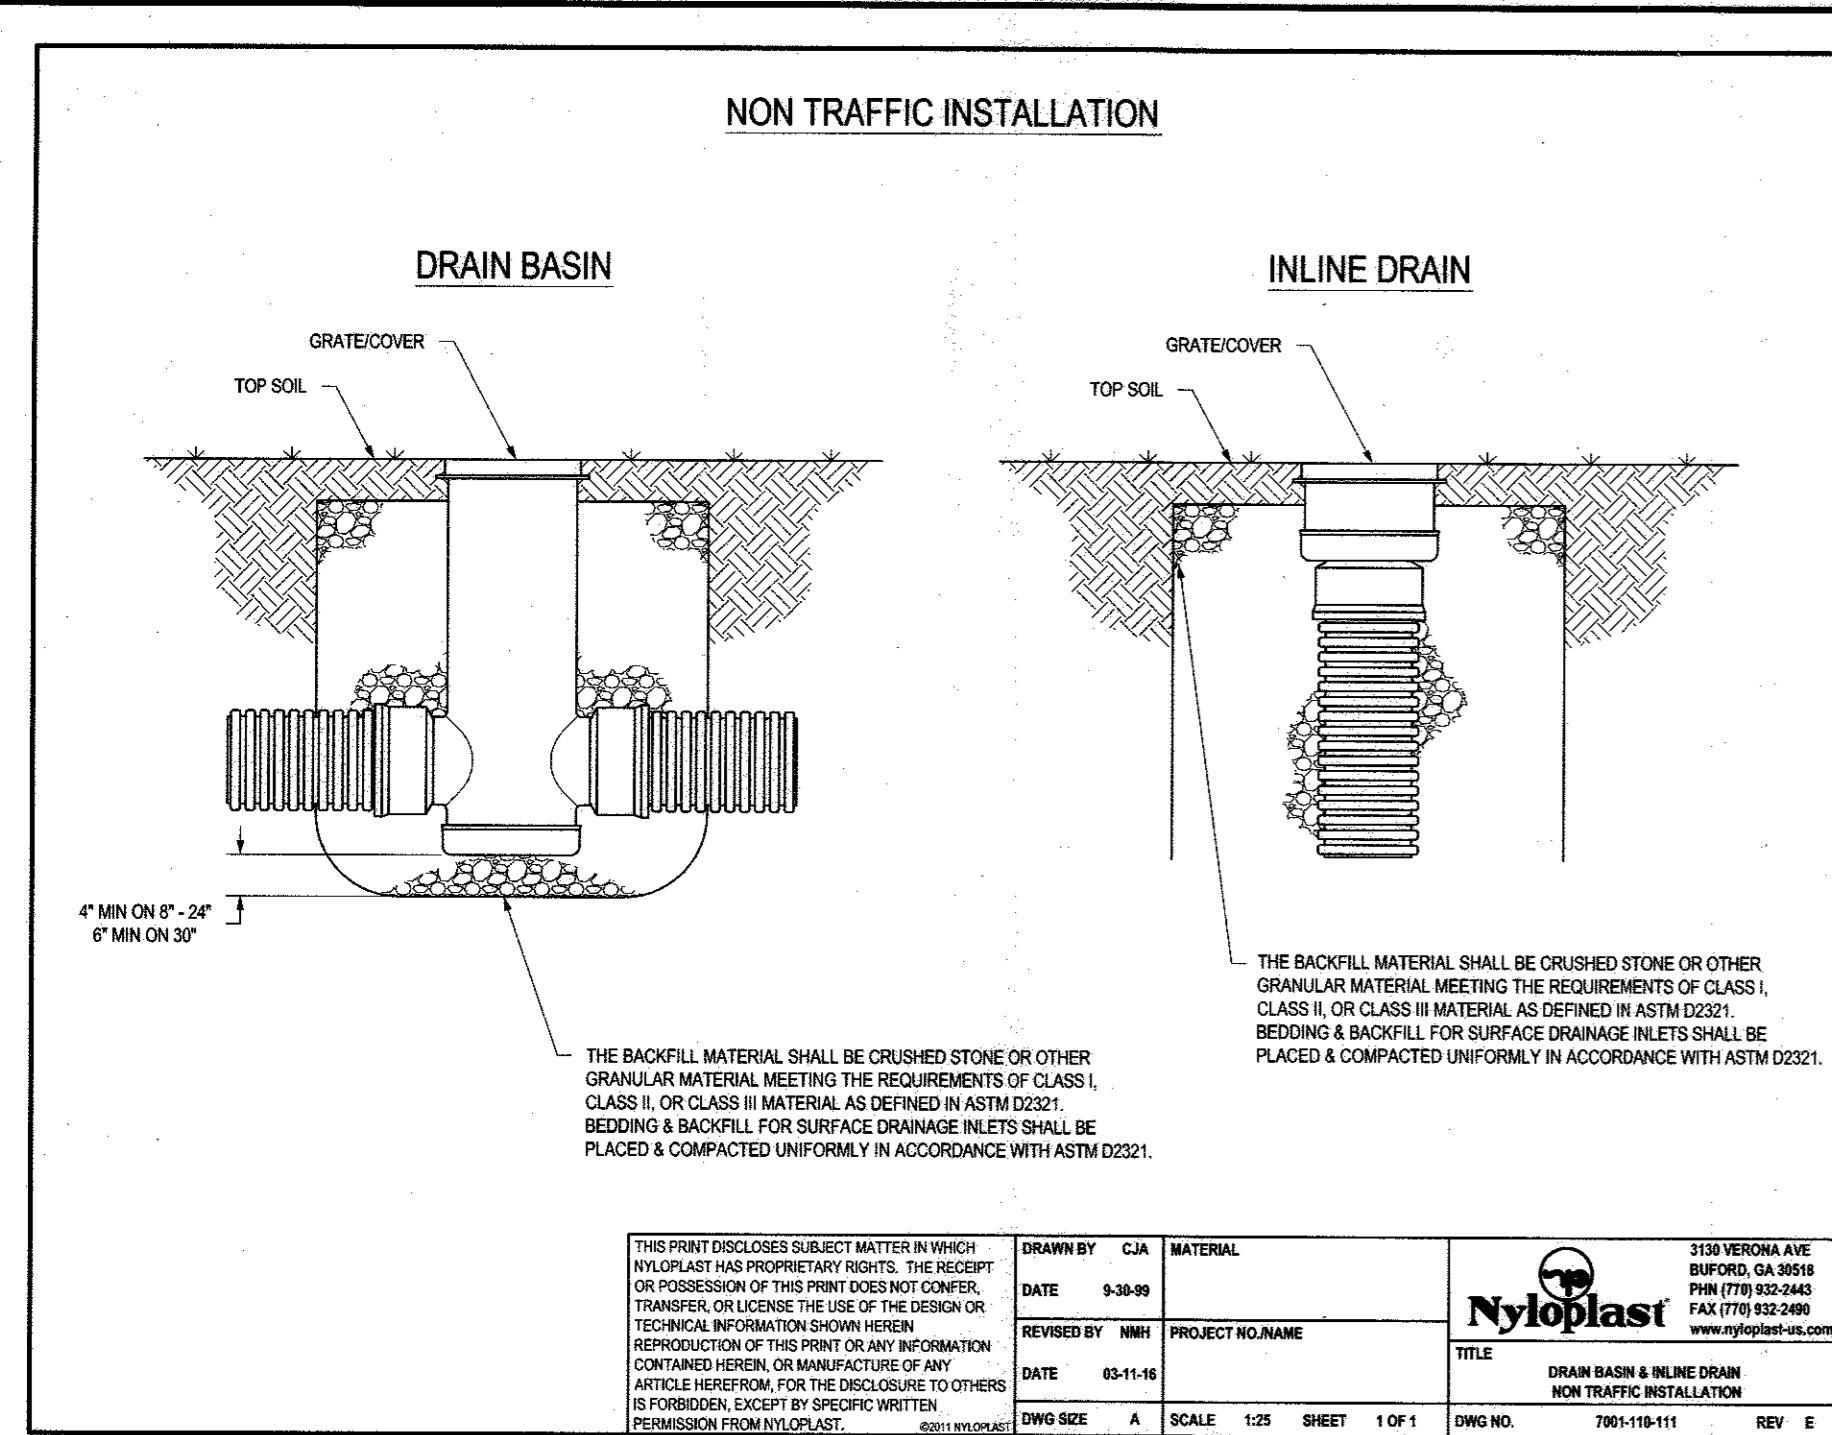 NON TRAFFIC INSTALLATION
DRAIN BASIN
GRATE/COVER
TOP SOIL
4" MIN ON 8" - 24"
6" MIN ON 30"
THE BACKFILL MATERIAL SHALL BE CRUSHED STONE OR OTHER
GRANULAR MATERIAL MEETING THE REQUIREMENTS OF CLASS I,
CLASS II, OR CLASS III MATERIAL AS DEFINED IN ASTM D2321.
BEDDING & BACKFILL FOR SURFACE DRAINAGE INLETS SHALL BE
PLACED & COMPACTED UNIFORMLY IN ACCORDANCE WITH ASTM D2321.
INLINE DRAIN
GRATE/COVER
TOP SOIL
THE BACKFILL MATERIAL SHALL BE CRUSHED STONE OR OTHER
GRANULAR MATERIAL MEETING THE REQUIREMENTS OF CLASS I,
CLASS II, OR CLASS III MATERIAL AS DEFINED IN ASTM D2321.
BEDDING & BACKFILL FOR SURFACE DRAINAGE INLETS SHALL BE
PLACED & COMPACTED UNIFORMLY IN ACCORDANCE WITH ASTM D2321.
THIS PRINT DISCLOSES SUBJECT MATTER IN WHICH
NYLOPLAST HAS PROPRIETARY RIGHTS. THE RECEIPT
OR POSSESSION OF THIS PRINT DOES NOT CONFER,
TRANSFER, OR LICENSE THE USE OF THE DESIGN OR
TECHNICAL INFORMATION SHOWN HEREIN
REPRODUCTION OF THIS PRINT OR ANY INFORMATION
CONTAINED HEREIN, OR MANUFACTURE OF ANY
ARTICLE HEREFROM, FOR THE DISCLOSURE TO OTHERS
IS FORBIDDEN, EXCEPT BY SPECIFIC WRITTEN
PERMISSION FROM NYLOPLAST.
©2011 NYLOPLAST
DRAWN BY CJA
DATE 9-30-99
REVISED BY NMH
DATE 03-11-16
DWG SIZE A
MATERIAL
PROJECT NO./NAME
SCALE 1:25 SHEET 1 OF 1
Nyloplast
3130 VERONA AVE
BUFORD, GA 30518
PHN (770) 932-2443
FAX (770) 932-2490
www.nyloplast-us.com
TITLE
DRAIN BASIN & INLINE DRAIN
NON TRAFFIC INSTALLATION
DWG NO. 7001-110-111 REV E